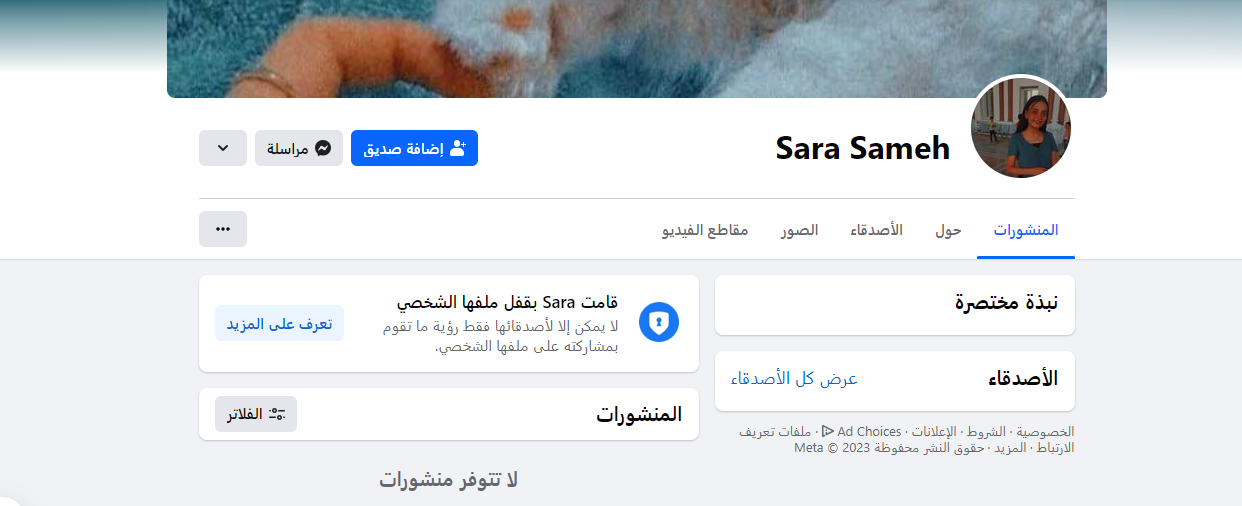 Sara Sameh
إضافة صديق
مراسلة
المنشورات
حول
الأصدقاء
الصور
مقاطع الفيديو
نبذة مختصرة
الأصدقاء
عرض كل الأصدقاء
الخصوصية · الشروط · الإعلانات · Ad Choices · ملفات تعريف
الارتباط · المزيد · حقوق النشر محفوظة Meta © 2023
قامت Sara بقفل ملفها الشخصي
لا يمكن إلا لأصدقائها فقط ر�ية ما تقوم
بمشاركته على ملفها الشخصي.
تعرف على المزيد
المنشورات
الفلاتر
لا تتوفر منشورات